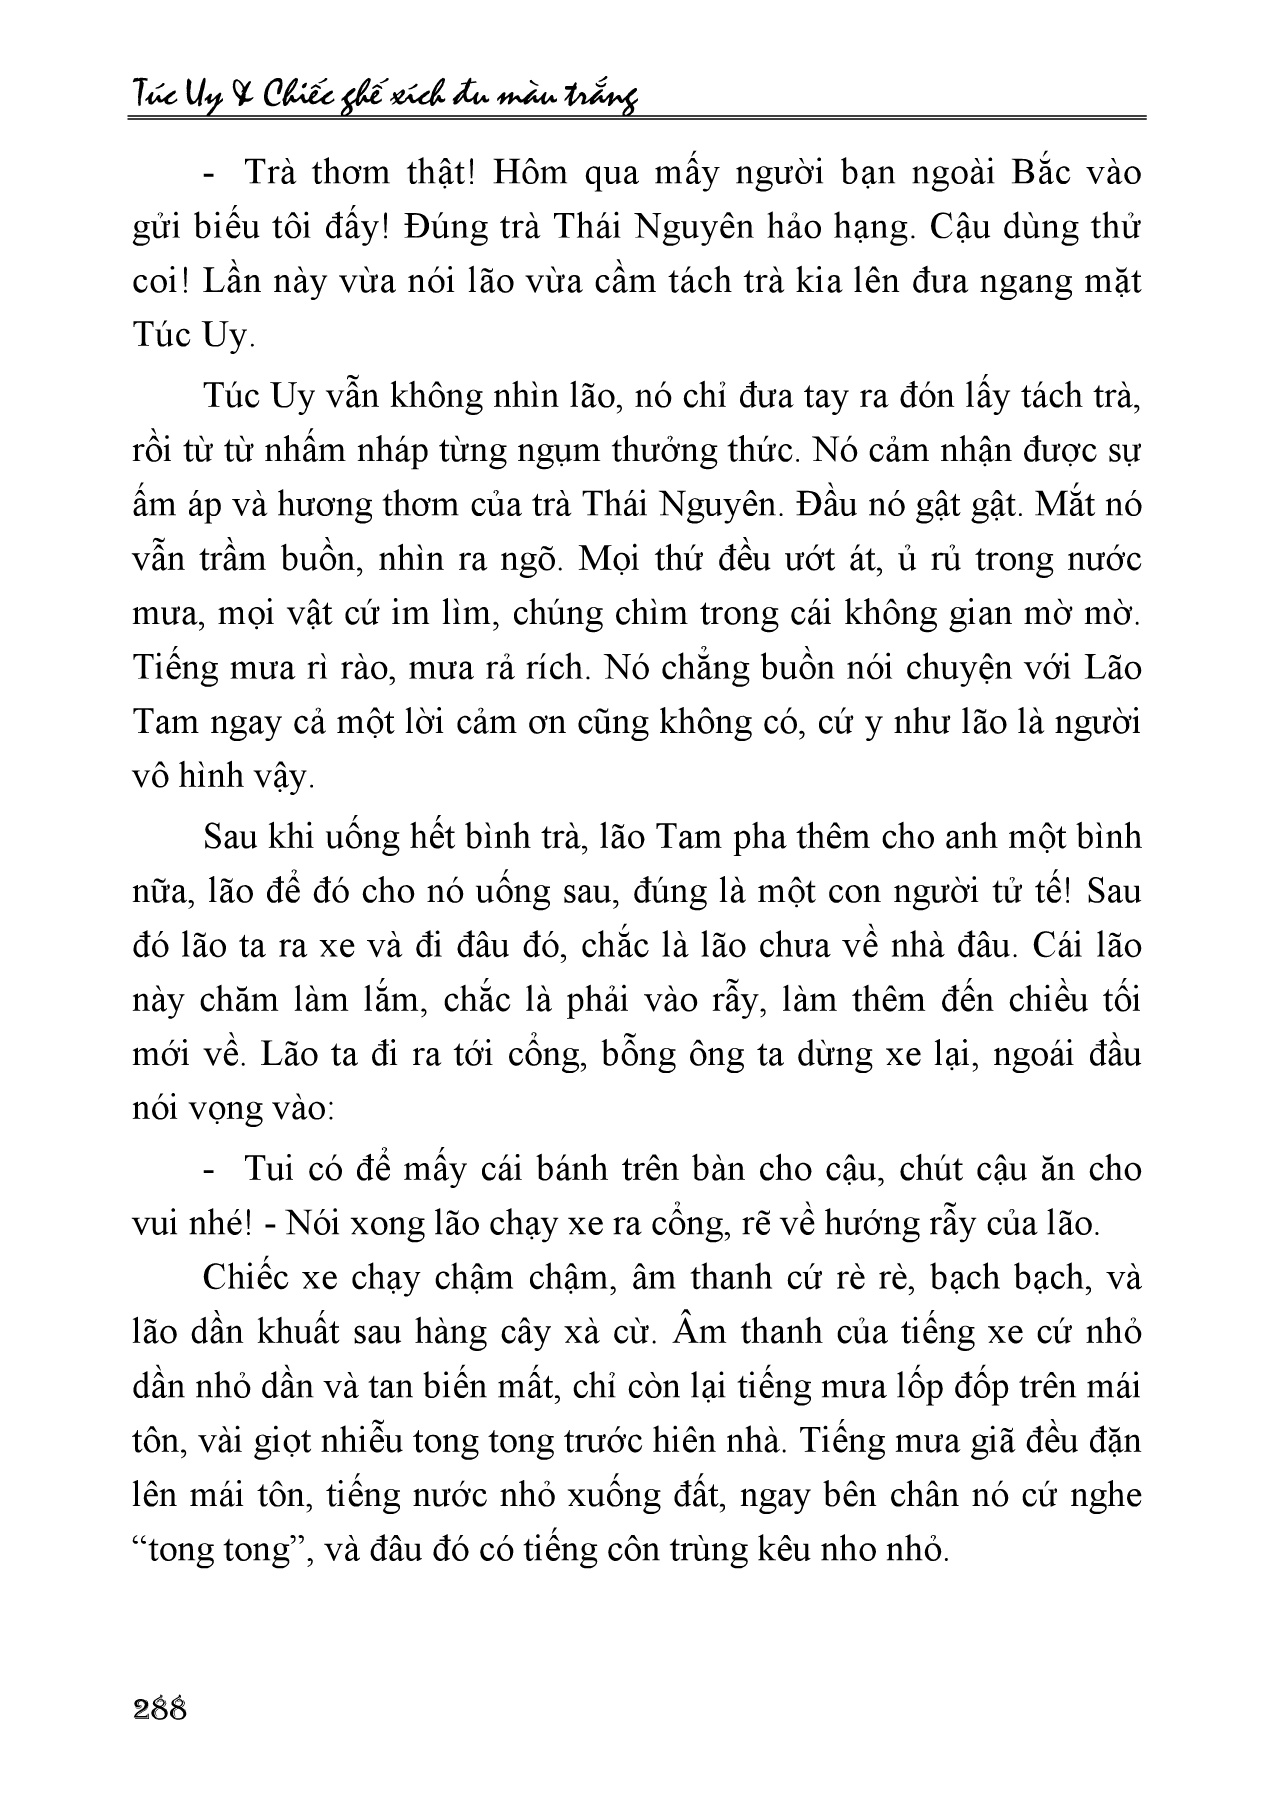 Túc Uy & Chiếc ghế xích đu màu trắng
- Trà thơm thật! Hôm qua mấy người bạn ngoài Bắc vào
gửi biếu tôi đấy! Đúng trà Thái Nguyên hảo hạng. Cậu dùng thử
coi! Lần này vừa nói lão vừa cầm tách trà kia lên đưa ngang mặt
Túc Uy.
Túc Uy vẫn không nhìn lão, nó chỉ đưa tay ra đón lấy tách trà,
rồi từ từ nhấm nháp từng ngụm thưởng thức. Nó cảm nhận được sự
ấm áp và hương thơm của trà Thái Nguyên. Đầu nó gật gật. Mắt nó
vẫn trầm buồn, nhìn ra ngõ. Mọi thứ đều ướt át, ủ rủ trong nước
mưa, mọi vật cứ im lìm, chúng chìm trong cái không gian mờ mờ.
Tiếng mưa rì rào, mưa rả rích. Nó chẳng buồn nói chuyện với Lão
Tam ngay cả một lời cảm ơn cũng không có, cứ y như lão là người
vô hình vậy.
Sau khi uống hết bình trà, lão Tam pha thêm cho anh một bình
nữa, lão để đó cho nó uống sau, đúng là một con người tử tế! Sau
đó lão ta ra xe và đi đâu đó, chắc là lão chưa về nhà đâu. Cái lão
này chăm làm lắm, chắc là phải vào rẫy, làm thêm đến chiều tối
mới về. Lão ta đi ra tới cổng, bỗng ông ta dừng xe lại, ngoái đầu
nói vọng vào:
- Tui có để mấy cái bánh trên bàn cho cậu, chút cậu ăn cho
vui nhé! - Nói xong lão chạy xe ra cổng, rẽ về hướng rẫy của lão.
Chiếc xe chạy chậm chậm, âm thanh cứ rè rè, bạch bạch, và
lão dần khuất sau hàng cây xà cừ. Âm thanh của tiếng xe cứ nhỏ
dần nhỏ dần và tan biến mất, chỉ còn lại tiếng mưa lốp đốp trên mái
tôn, vài giọt nhiễu tong tong trước hiên nhà. Tiếng mưa giã đều đặn
lên mái tôn, tiếng nước nhỏ xuống đất, ngay bên chân nó cứ nghe
“tong tong”, và đâu đó có tiếng côn trùng kêu nho nhỏ.
288